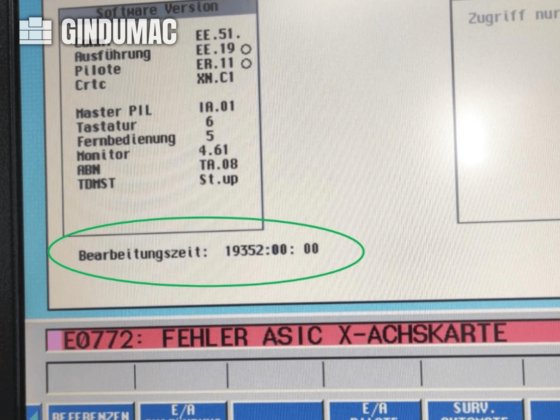 GINDUMAC
Software Version
EE.51.
Ausführung EE.19
Pilote ER.11
Crtc XN.C1
Master PIL IA.01
Tastatur 6
Fernbedienung 5
Monitor 4.61
ABN TA.08
TDMST St.up
Zugriff nur
Bearbeitungszeit: 19352:00: 00
E0772: FEHLER ASIC X-ACHSKARTE
REFERENZEN
E/A
E/A
SURV.